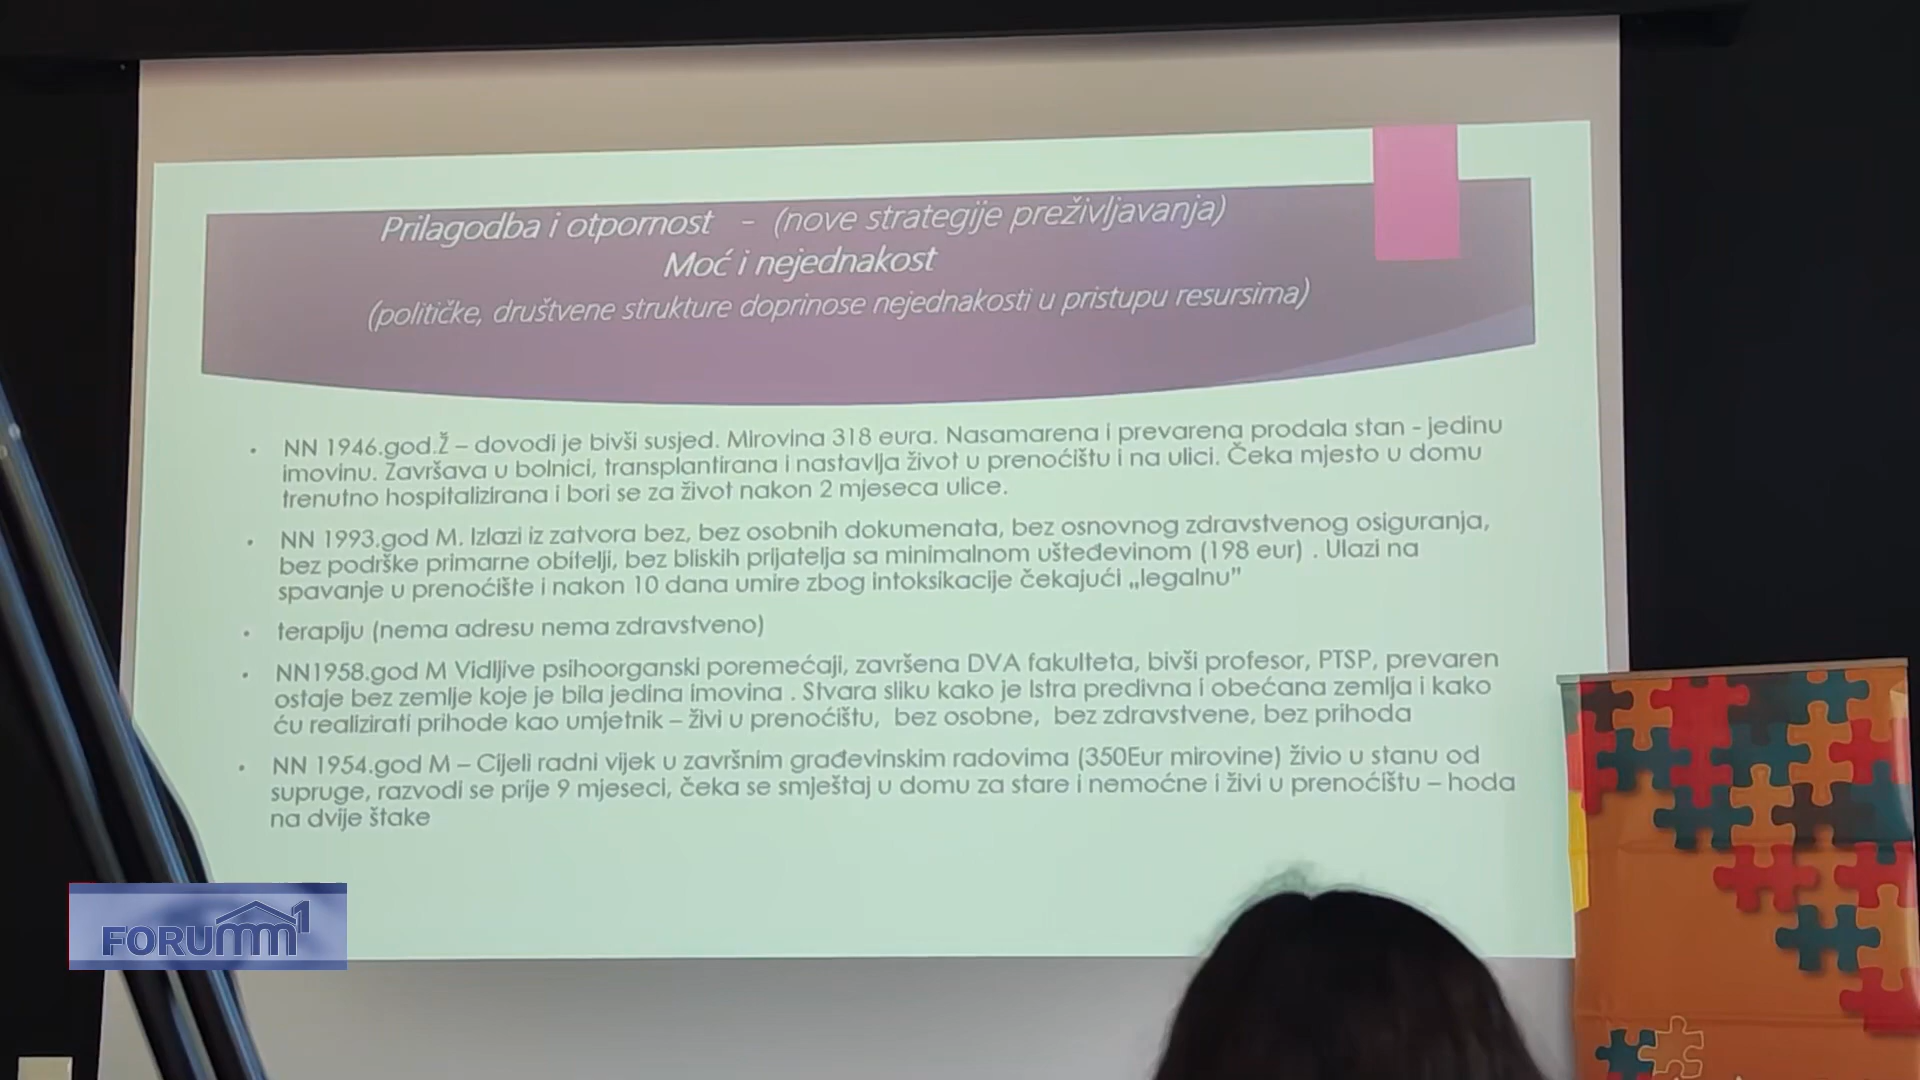 Prilagodba i otpornost - (nove strategije preživljavanja)
Moć i nejednakost
(političke, društvene strukture doprinose nejednakosti u pristupu resursima)
• NN 1946.god.Ž – dovodi je bivši susjed. Mirovina 318 eura. Nasamarena i prevarena prodala stan - jedinu
imovinu. Završava u bolnici, transplantirana i nastavlja život u prenoćištu i na ulici. Čeka mjesto u domu
trenutno hospitalizirana i bori se za život nakon 2 mjeseca ulice.
• NN 1993.god M. Izlazi iz zatvora bez, bez osobnih dokumenata, bez osnovnog zdravstvenog osiguranja,
bez podrške primarne obitelji, bez bliskih prijatelja sa minimalnom ušteđevinom (198 eur) . Ulazi na
spavanje u prenoćište i nakon 10 dana umire zbog intoksikacije čekajući „legalnu"
• terapiju (nema adresu nema zdravstveno)
• NN1958.god M Vidljive psihoorganski poremećaji, završena DVA fakulteta, bivši profesor, PTSP, prevaren
ostaje bez zemlje koje je bila jedina imovina . Stvara sliku kako je Istra predivna i obećana zemlja i kako
ću realizirati prihode kao umjetnik – živi u prenoćištu, bez osobne, bez zdravstvene, bez prihoda
• NN 1954.god M – Cijeli radni vijek u završnim građevinskim radovima (350Eur mirovine) živio u stanu od
supruge, razvodi se prije 9 mjeseci, čeka se smještaj u domu za stare i nemoćne i živi u prenoćištu – hoda
na dvije štake
FORUMM1